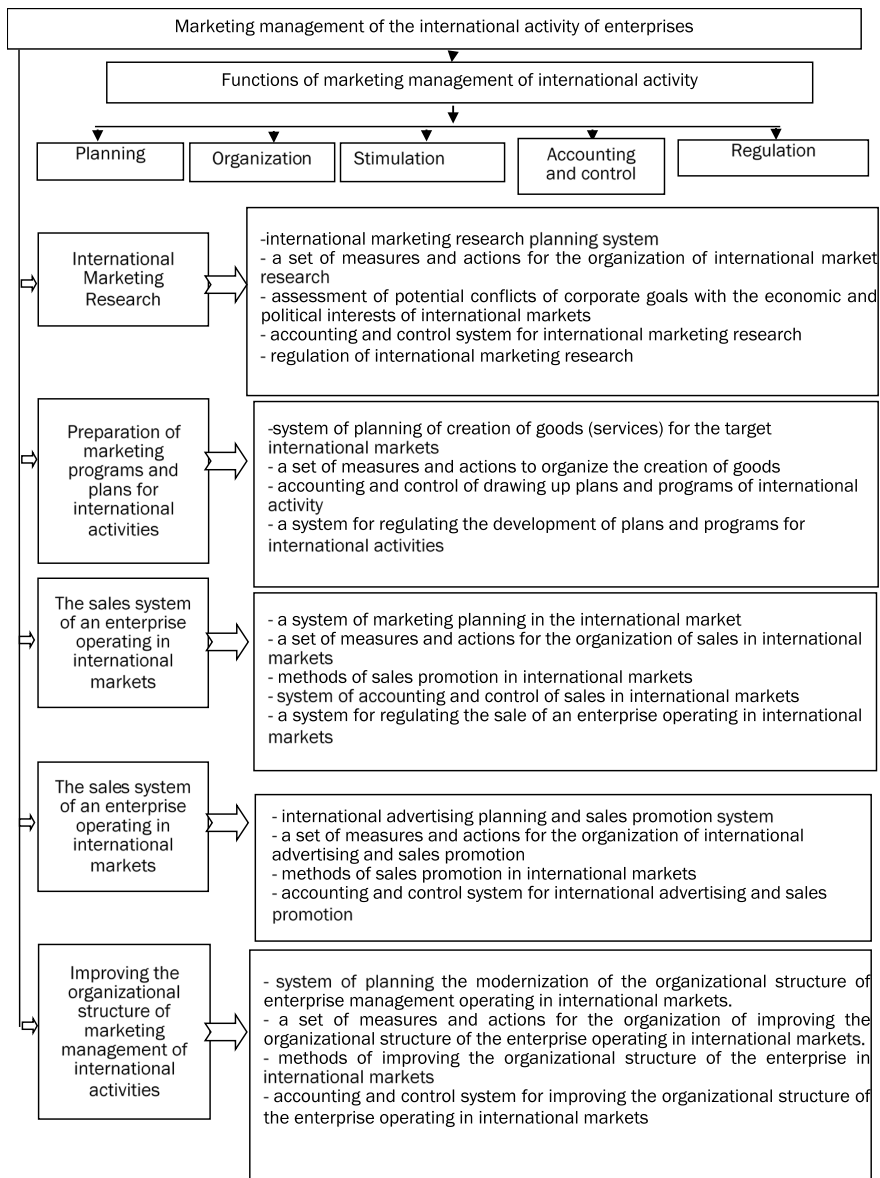 Marketing management of the international activity of enterprises
Functions of marketing management of international activity
Planning
Organization
Stimulation
Accounting
and control
Regulation
International
Marketing
Research
-international marketing research planning system
- a set of measures and actions for the organization of international market
research
- assessment of potential conflicts of corporate goals with the economic and
political interests of international markets
- accounting and control system for international marketing research
- regulation of international marketing research
Preparation of
marketing
programs and
plans for
international
activities
-system of planning of creation of goods (services) for the target
international markets
- a set of measures and actions to organize the creation of goods
- accounting and control of drawing up plans and programs of international
activity
- a system for regulating the development of plans and programs for
international activities
The sales system
of an enterprise
operating in
international
markets
- a system of marketing planning in the international market
- a set of measures and actions for the organization of sales in international
markets
- methods of sales promotion in international markets
- system of accounting and control of sales in international markets
- a system for regulating the sale of an enterprise operating in international
markets
The sales system
of an enterprise
operating in
international
markets
- international advertising planning and sales promotion system
- a set of measures and actions for the organization of international
advertising and sales promotion
- methods of sales promotion in international markets
- accounting and control system for international advertising and sales
promotion
Improving the
organizational
structure of
marketing
management of
international
activities
- system of planning the modernization of the organizational structure of
enterprise management operating in international markets.
- a set of measures and actions for the organization of improving the
organizational structure of the enterprise operating in international markets.
- methods of improving the organizational structure of the enterprise in
international markets
- accounting and control system for improving the organizational structure of
the enterprise operating in international markets